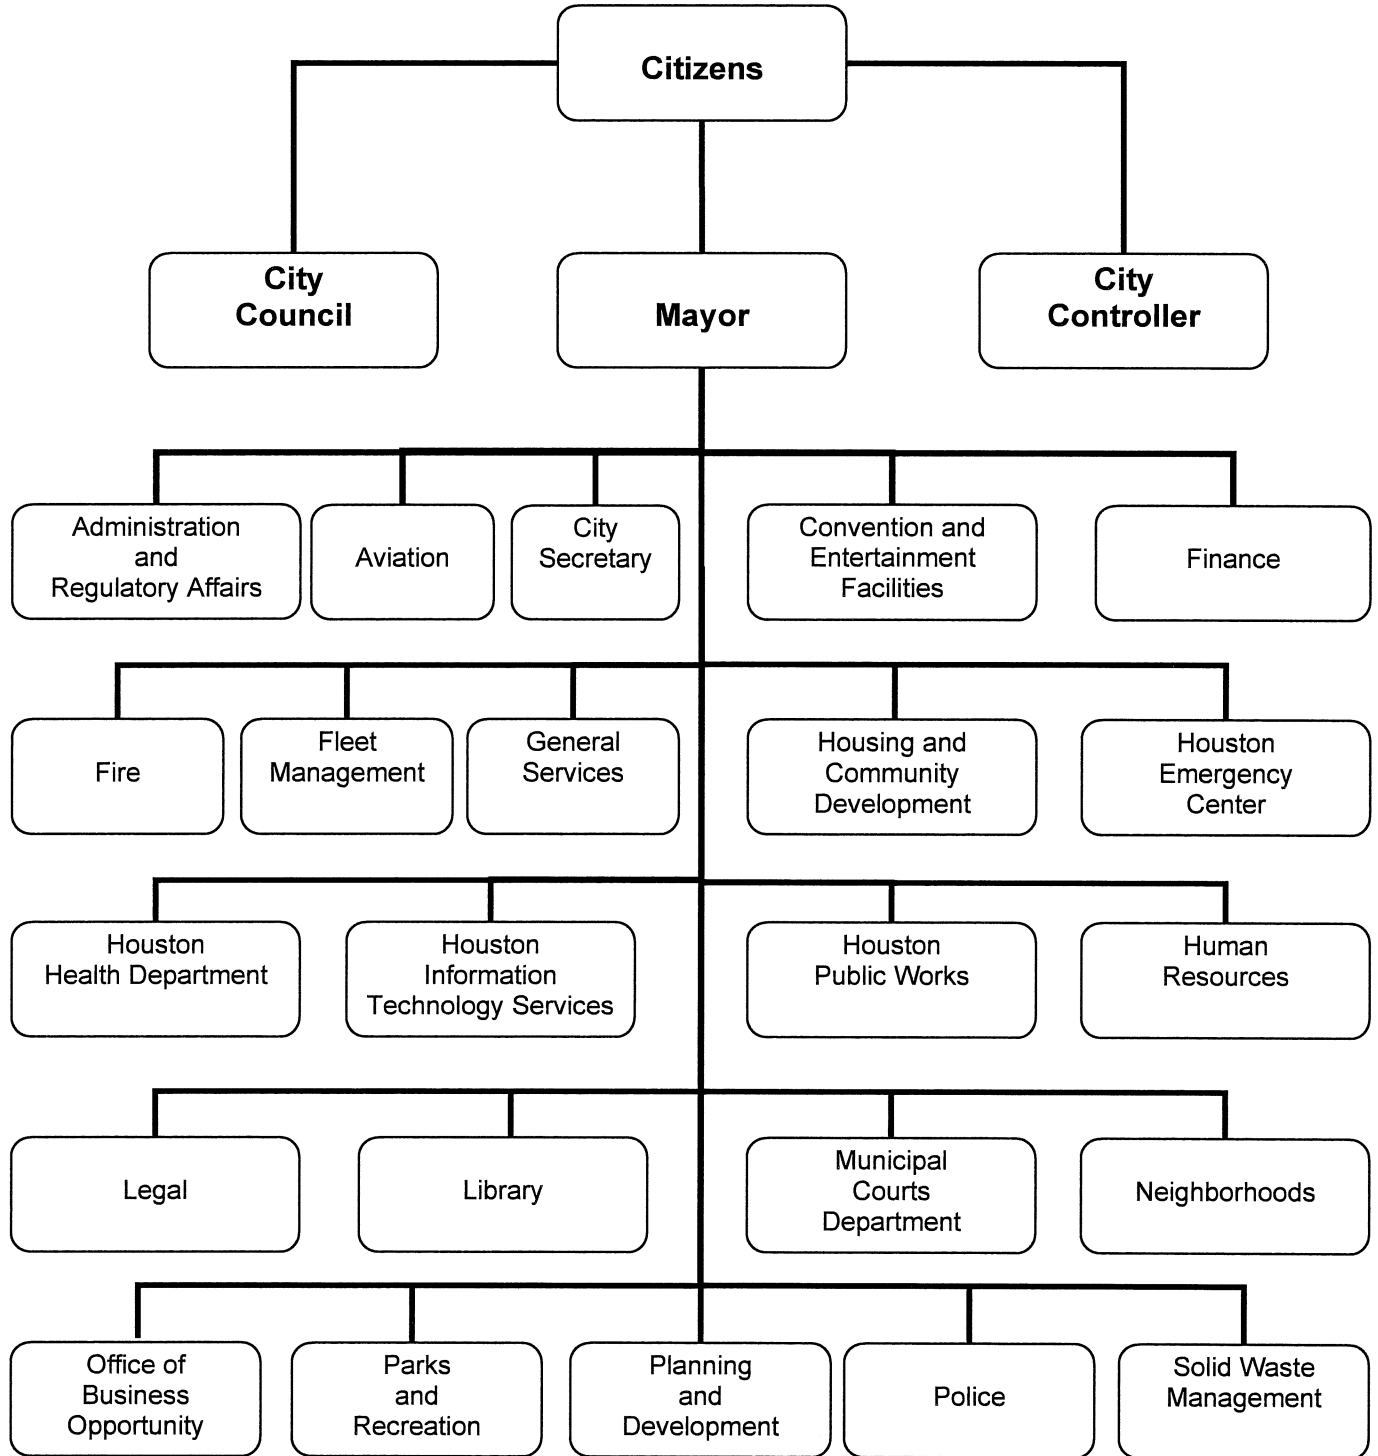 Citizens
City
Council
Mayor
City
Controller
Administration
and
Regulatory Affairs
Aviation
City
Secretary
Convention and
Entertainment
Facilities
Finance
Fire
Fleet
Management
General
Services
Housing and
Community
Development
Houston
Emergency
Center
Houston
Health Department
Houston
Information
Technology Services
Houston
Public Works
Human
Resources
Legal
Library
Municipal
Courts
Department
Neighborhoods
Office of
Business
Opportunity
Parks
and
Recreation
Planning
and
Development
Police
Solid Waste
Management